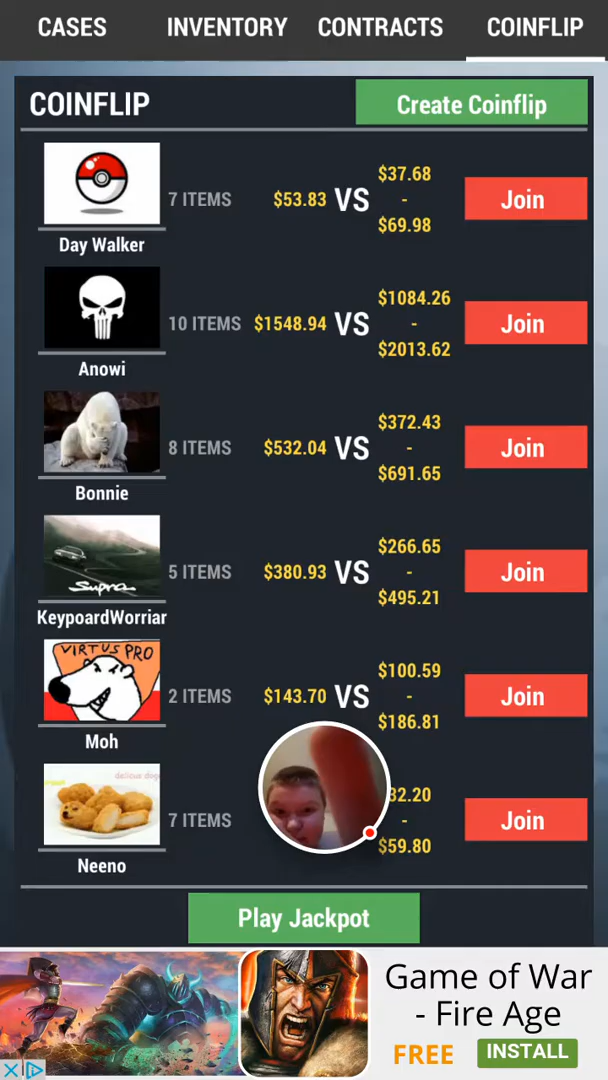 CASES INVENTORY CONTRACTS COINFLIP
COINFLIP Create Coinflip
7 ITEMS $53.83 VS $37.68 - $69.98 Join
Day Walker
10 ITEMS $1548.94 VS $1084.26 - $2013.62 Join
Anowi
8 ITEMS $532.04 VS $372.43 - $691.65 Join
Bonnie
Supra
5 ITEMS $380.93 VS $266.65 - $495.21 Join
KeypoardWorriar
VIRTUS PRO
2 ITEMS $143.70 VS $100.59 - $186.81 Join
Moh
7 ITEMS 32.20 - $59.80 Join
Neeno
Play Jackpot
Game of War
- Fire Age
FREE INSTALL